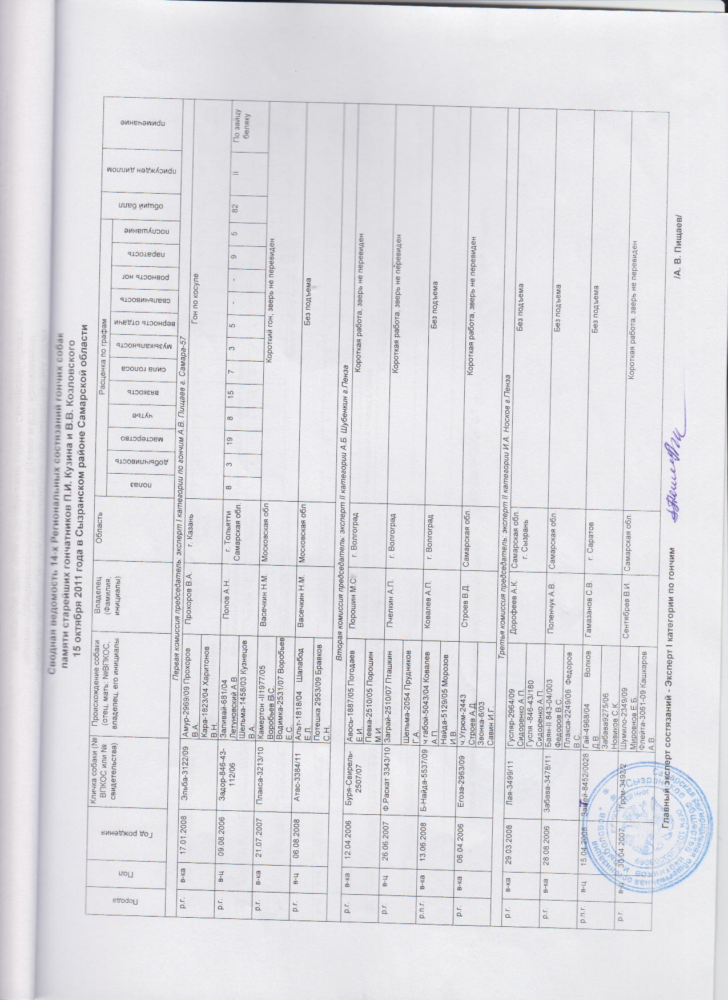 Сводная ведомость 14-х Региональных состязаний гончих собак
памяти старейших гончатников П.И. Кузина и В.В. Козловского
15 октября 2011 года в Сызранском районе Самарской области
Порода
Пол
Год рождения
Кличка собаки (№
ВПКОС или №
свидетельства)
Происхождение собаки
(отец, мать: №ВПКОС,
владелец, его инициалы
Владелец
(Фамилия,
инициалы)
Область
Расценка по графам
полаз
добычливость
мастерство
чутье
вязкость
сила голоса
музыкальность
верность отдачи
свальчивость
ровность ног
паратость
послушание
общий балл
присужден диплом
примечание
Первая комиссия председатель: эксперт I категории по гончим А.В. Пищаев г. Самара-57
р.г. в-ка 17.01.2008 Эльба-3122/09
Амур-2969/09 Прохоров
В.А.
Кара-1823/04 Харитонов
В.Н.
Прохоров В.А. г. Казань Гон по косуле
р.г. в-ц 09.08.2006 Задор-846-43-
112/06
Заливай-681/04
Летуновский А.В.
Шельма-1458/03 Кузнецов
В.А.
Попов А.Н. г. Тольятти
Самарская обл.
8 3 19 8 15 7 3 5 - - 9 5 82 II По зайцу
беляку
р.г. в-ка 21.07.2007 Плакса-3213/10
Камертон -II1977/05
Воробьев Е.С.
Водимка-2531/07 Воробьев
Е.С.
Васечкин Н.М. Московская обл Короткий гон, зверь не перевиден
р.г. в-ц 06.08.2008 Атас-3384/11
Альт-1818/04 Шалабод
Е.Л.
Потешка 2953/09 Бравков
С.Н.
Васечкин Н.М. Московская обл Без подъема
Вторая комиссия председатель: эксперт II категории А.Б. Шубенкин г.Пенза
р.г. в-ка 12.04.2006 Буря-Свирель-
2507/07
Авось-1887/05 Погодаев
Е.И.
Певка-2510/05 Порошин
М.И.
Порошин М.С. г. Волгоград Короткая работа, зверь не перевиден
р.г. в-ц 26.06.2007 Ф.Раскат 3343/10
Заграй-2510/07 Пташкин
Шельма-2054 Прудников
Г.А.
Пчелкин А.П. г. Волгоград Короткая работа, зверь не перевиден
р.п.г. в-ка 13.06.2008 Б-Найда-5537/09
ч габой-5043/04 Ковалев
А.П.
Найда-5129/05 Морозов
И.В.
Ковалев А.П. г. Волгоград Без подъема
р.г. в-ка 06.04.2006 Егоза-2963/09
ч.Угрюм-2443
Строев А.Д.
Звонка-6/03
Савин И.Г.
Строев В.Д. Самарская обл. Короткая работа, зверь не перевиден
Третья комиссия председатель: эксперт II категории И.А. Носков г.Пенза
р.г. в-ка 29.03.2008 Лая-3499/11
Гусляр-2964/09
Сидоренко А.П.
Гусля -846-43/180
Сидоренко А.П.
Дорофеев А.К. Самарская обл.
г. Сызрань
Без подъема
р.г. в-ка 28.08.2006 Забава-3478/11
Баян-II 843-04/003
Федоров В.С.
Плакса-2249/06 Федоров
В.С.
Поленчук А.В. Самарская обл. Без подъема
р.п.г. в-ц 15.04.2008 Замей-8452/0028
Гай-4968/04 Волков
Д.В.
Забава9275/06
Новиков С.К.
Гамазанов С.В. г. Саратов Без подъема
р.г. в-ц 30.04.2007 Гром-3492/2
Шумило-2349/09
Мировнов Е.Б.
Флейта-3061-09 Кашкаров
А.В.
Сентябрев В.И. Самарская обл. Короткая работа, зверь не перевиден
Главный эксперт состязаний - Эксперт I категории по гончим /А. В. Пищаев/